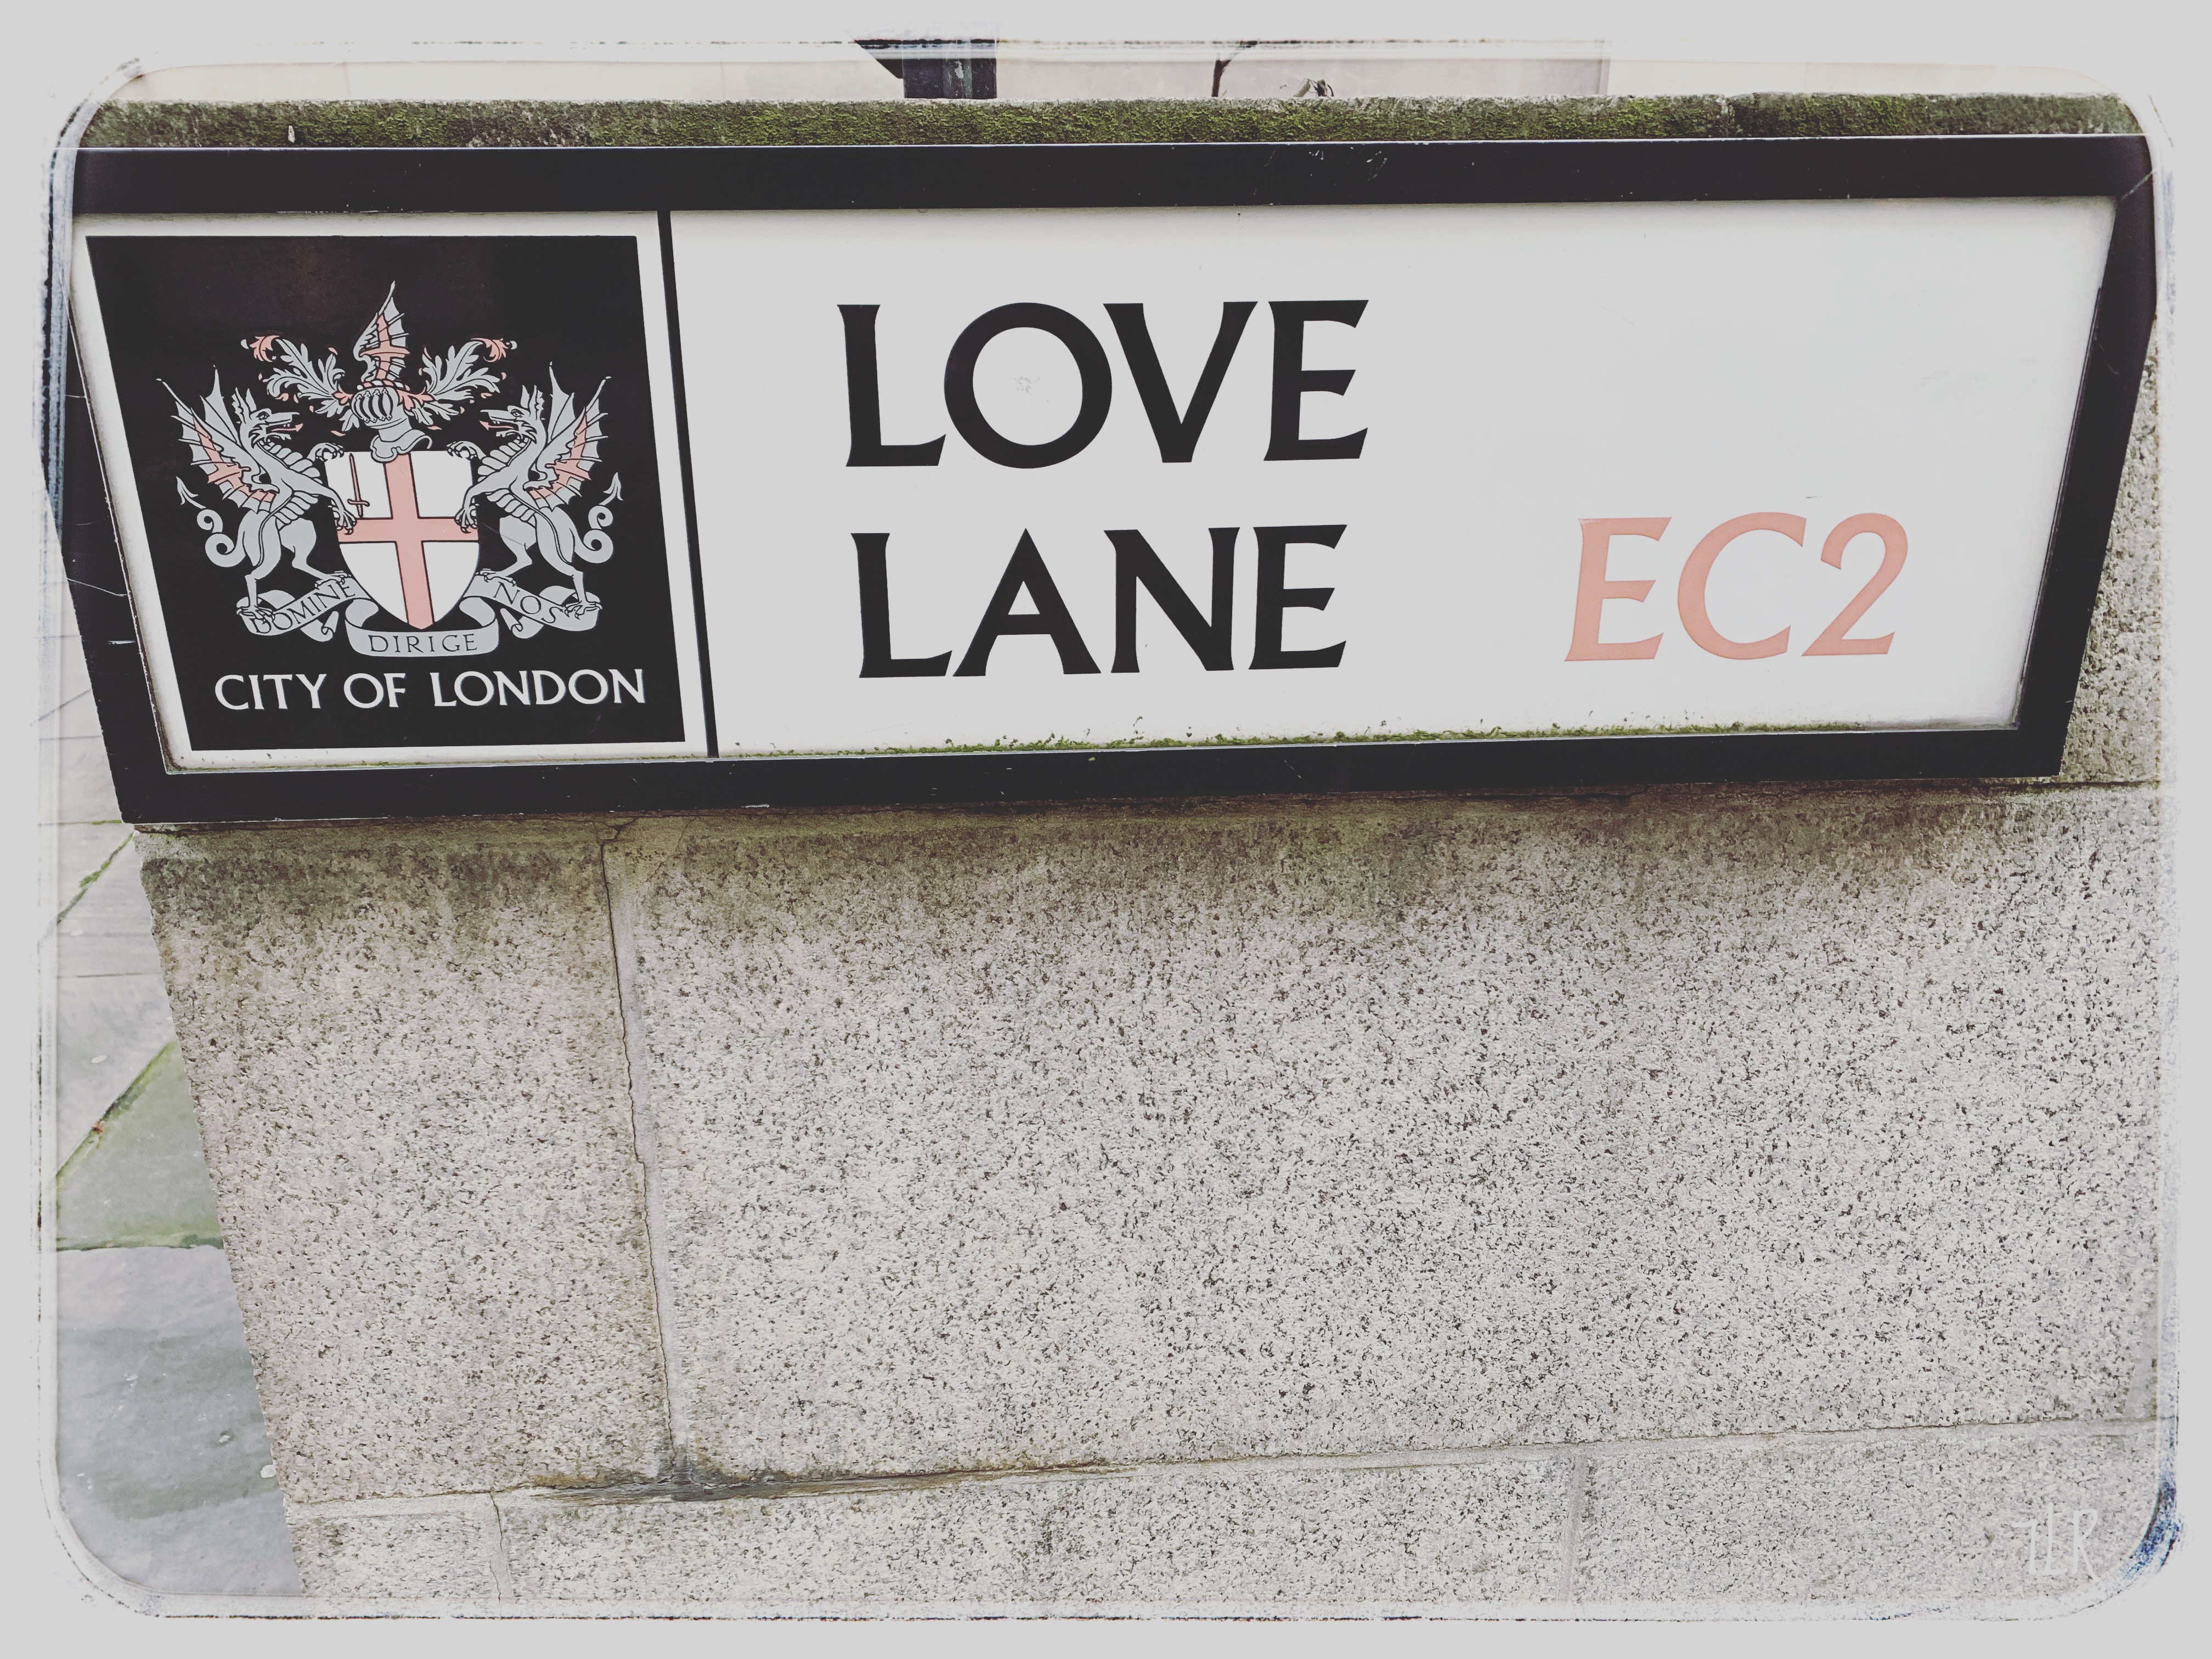 LOVE
LANE EC2
DOMINE DIRIGE NOS
CITY OF LONDON